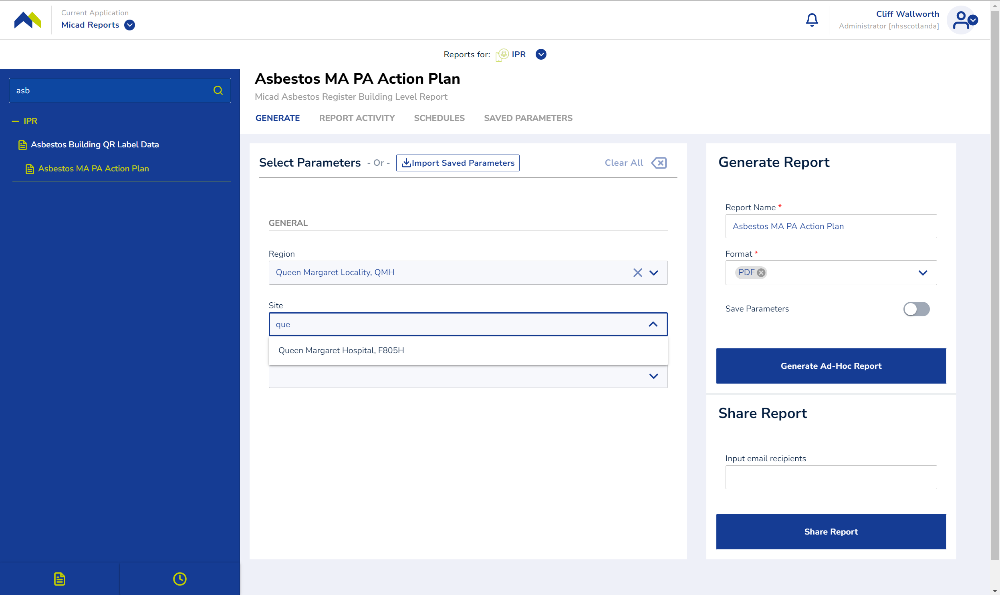 Current Application
Micad Reports
Cliff Wallworth
Administrator [nhsscotlanda]
Reports for: IPR
asb
IPR
Asbestos Building QR Label Data
Asbestos MA PA Action Plan
Asbestos MA PA Action Plan
Micad Asbestos Register Building Level Report
GENERATE REPORT ACTIVITY SCHEDULES SAVED PARAMETERS
Select Parameters - Or - Import Saved Parameters Clear All
GENERAL
Region
Queen Margaret Locality, QMH
Site
que
Queen Margaret Hospital, F805H
Generate Report
Report Name *
Asbestos MA PA Action Plan
Format *
PDF
Save Parameters
Generate Ad-Hoc Report
Share Report
Input email recipients
Share Report